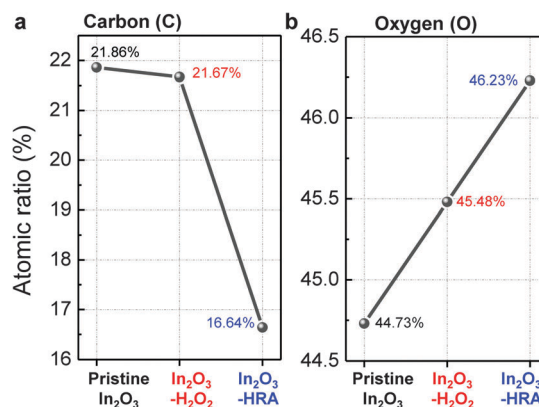 a
Carbon (C)
b
Oxygen (O)
Atomic ratio (%)
22
21
20
19
18
17
16
21.86%
21.67%
16.64%
Pristine
In₂O₃
In₂O₃
-H₂O₂
In₂O₃
-HRA
46.5
46.0
45.5
45.0
44.5
46.23%
45.48%
44.73%
Pristine
In₂O₃
In₂O₃
-H₂O₂
In₂O₃
-HRA